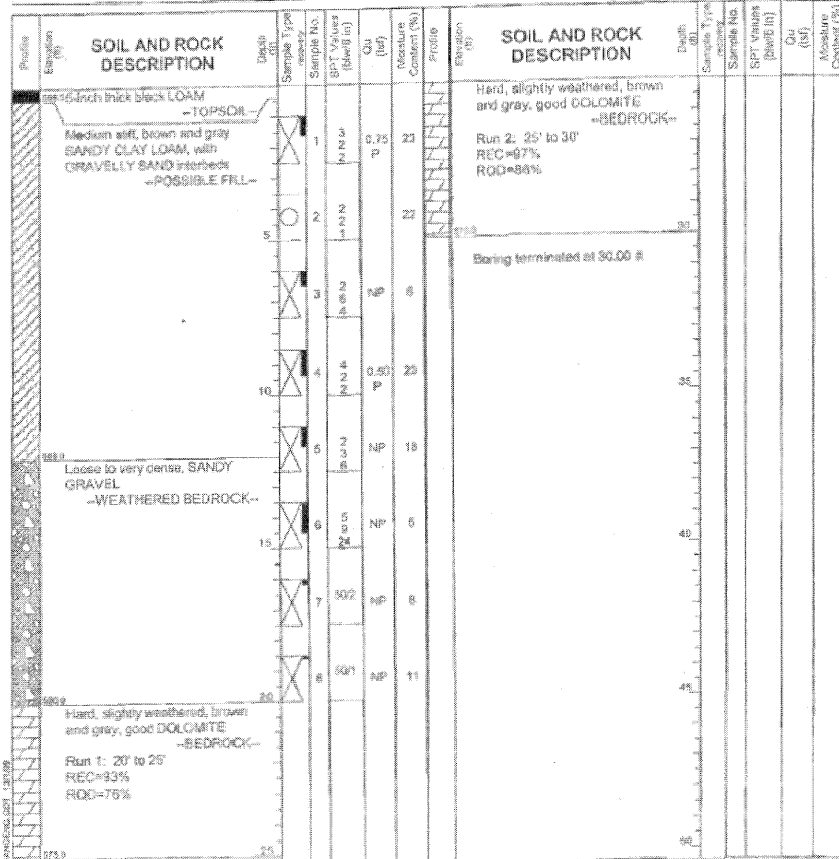 Profile
Elevation (ft)
SOIL AND ROCK
DESCRIPTION
Depth (ft)
Sample Type
recovery
Sample No.
SPT Values
(blw/6 in)
Qu
(tsf)
Moisture
Content (%)
Profile
Elevation
(ft)
SOIL AND ROCK
DESCRIPTION
Depth
(ft)
Sample Type
recovery
Sample No.
SPT Values
(blw/6 in)
Qu
(tsf)
Moisture
Content (%)
6-inch thick black LOAM
--TOPSOIL--
Medium stiff, brown and gray
SANDY CLAY LOAM, with
GRAVELLY SAND interbeds
--POSSIBLE FILL--
1
3
2
2
0.75
P
23
2
2
2
1
22
5
3
2
6
4
NP
6
4
4
2
2
0.50
P
23
10
5
2
3
6
NP
18
Loose to very dense, SANDY
GRAVEL
--WEATHERED BEDROCK--
6
5
NP
15
7
50/2
NP
8
8
50/1
NP
11
20
Hard, slightly weathered, brown
and gray, good DOLOMITE
--BEDROCK--
Run 1: 20' to 25'
REC=93%
RQD=76%
25
Hard, slightly weathered, brown
and gray, good DOLOMITE
--BEDROCK--
Run 2: 25' to 30'
REC=97%
RQD=86%
30
Boring terminated at 30.00 ft
35
40
45
50